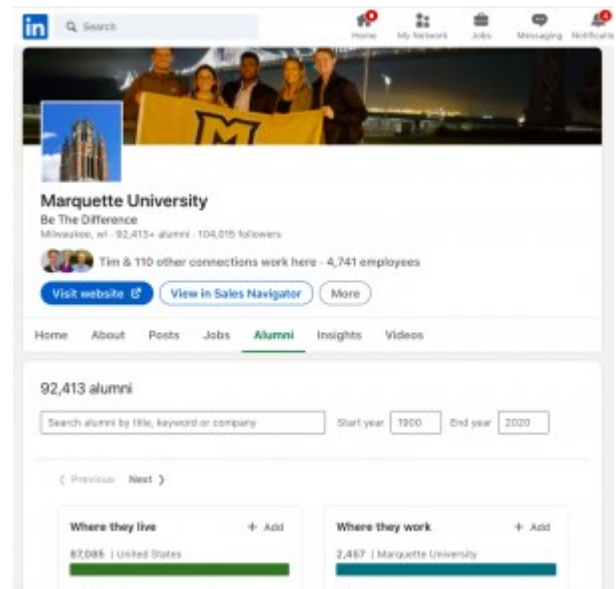 in Search
Home My Network Jobs Messaging
M
Marquette University
Be The Difference
Milwaukee, wi · 92,413+ alumni · 104,015 followers
Tim & 110 other connections work here · 4,741 employees
Visit website View in Sales Navigator More
Home About Posts Jobs Alumni Insights Videos
92,413 alumni
Search alumni by title, keyword or company Start year 1900 End year 2020
Previous Next
Where they live + Add Where they work + Add
87,085 | United States 2,457 | Marquette University